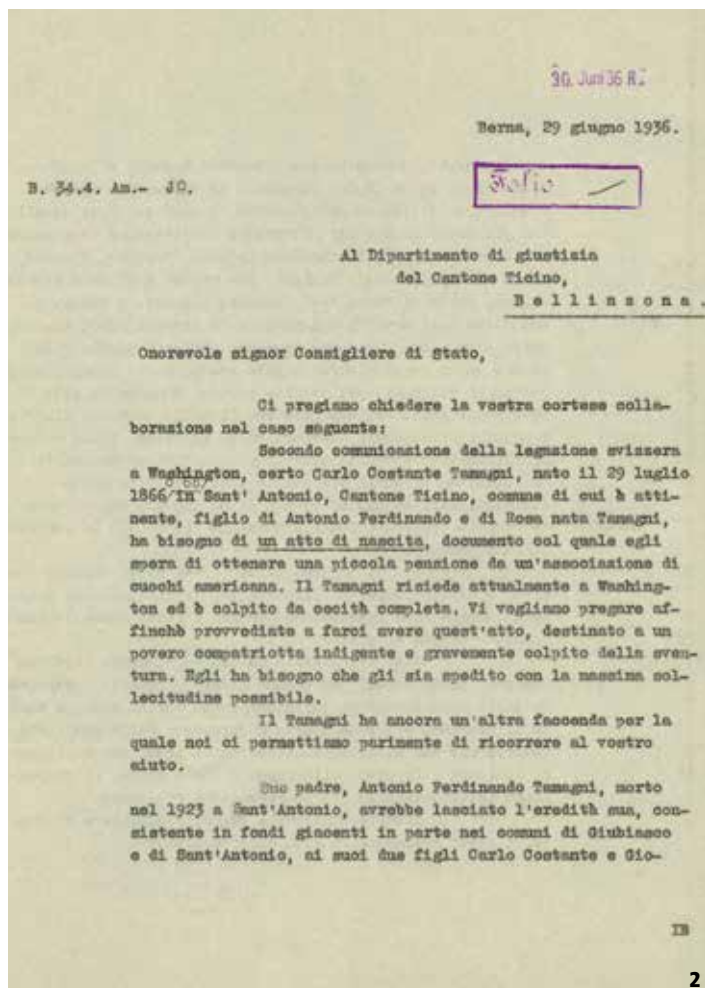 30. Juni 36 R.
Berna, 29 giugno 1936.
B. 34.4. Am.- JO.
Folio
Al Dipartimento di giustizia
del Cantone Ticino,
Bellinzona.
Onorevole signor Consigliere di Stato,
Ci pregiamo chiedere la vostra cortese colla-
borazione nel caso seguente:
Secondo comunicazione della legazione svizzera
a Washington, certo Carlo Costante Tamagni, nato il 29 luglio
1866/in Sant' Antonio, Cantone Ticino, comune di cui è atti-
nente, figlio di Antonio Ferdinando e di Rosa nata Tamagni,
ha bisogno di un atto di nascita, documento col quale egli
spera di ottenere una piccola pensione da un'associazione di
cuochi americana. Il Tamagni risiede attualmente a Washing-
ton ed è colpito da cecità completa. Vi vogliamo pregare af-
finchè provvediate a farci avere quest'atto, destinato a un
povero compatriotta indigente e gravemente colpito della sven-
tura. Egli ha bisogno che gli sia spedito con la massima sol-
lecitudine possibile.
Il Tamagni ha ancora un'altra faccenda per la
quale noi ci permettiamo parimente di ricorrere al vostro
aiuto.
Suo padre, Antonio Ferdinando Tamagni, morto
nel 1923 a Sant'Antonio, avrebbe lasciato l'eredità sua, con-
sistente in fondi giacenti in parte nei comuni di Giubiasco
e di Sant'Antonio, ai suoi due figli Carlo Costante e Gio-
IB
2